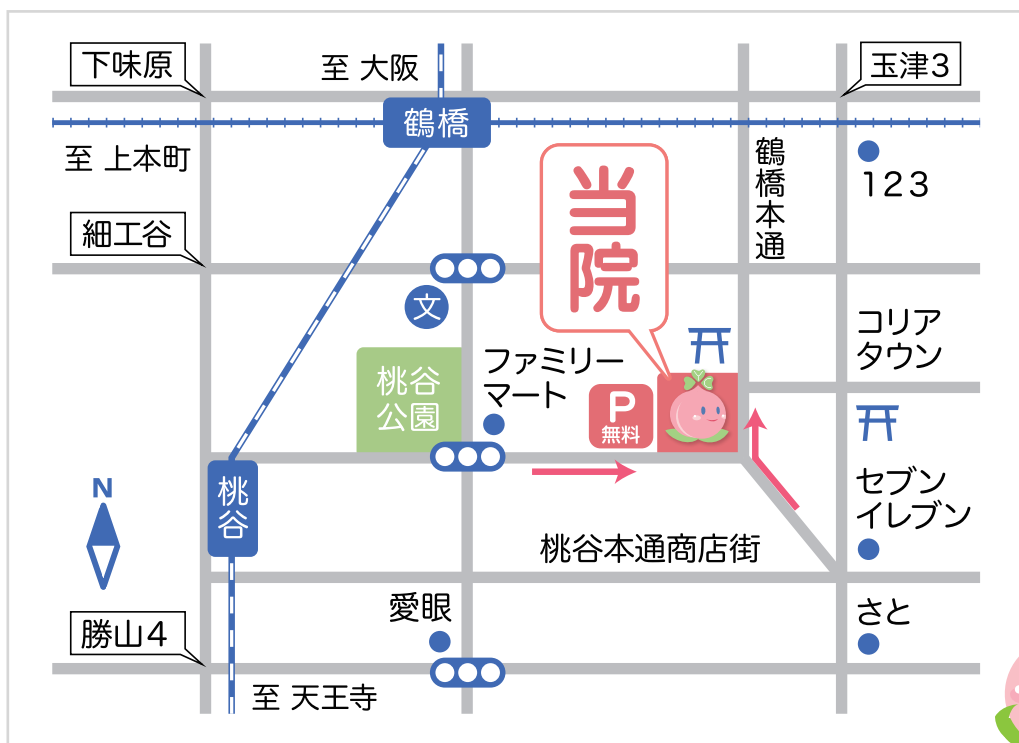 下味原
至 大阪
玉津3
鶴橋
至 上本町
鶴橋本通
123
当院
細工谷
文
コリア
タウン
ファミリー
マート
桃谷
公園
P
無料
桃谷
N
セブン
イレブン
桃谷本通商店街
愛眼
さと
勝山4
至 天王寺